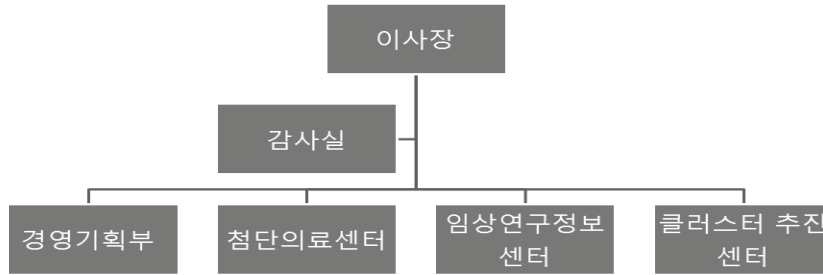 이사장
감사실
경영기획부
첨단의료센터
임상연구정보
센터
클러스터 추진
센터